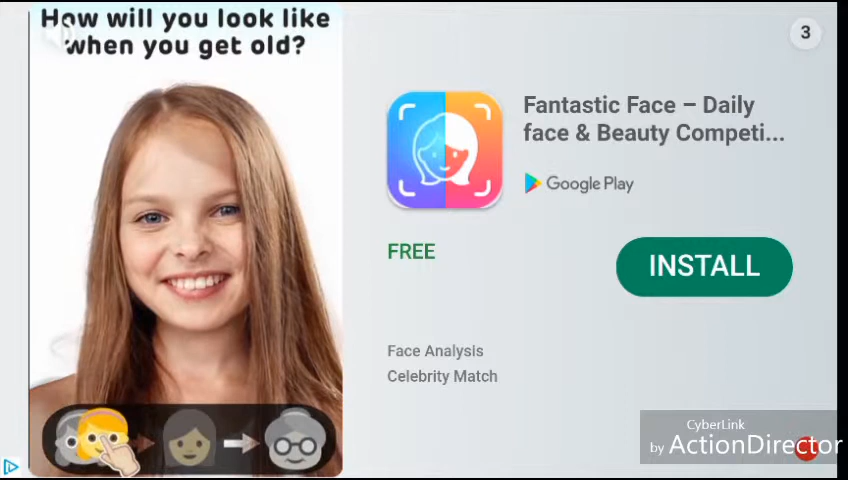 How will you look like
when you get old?
3
Fantastic Face – Daily
face & Beauty Competi...
Google Play
FREE
INSTALL
Face Analysis
Celebrity Match
CyberLink
by ActionDirector